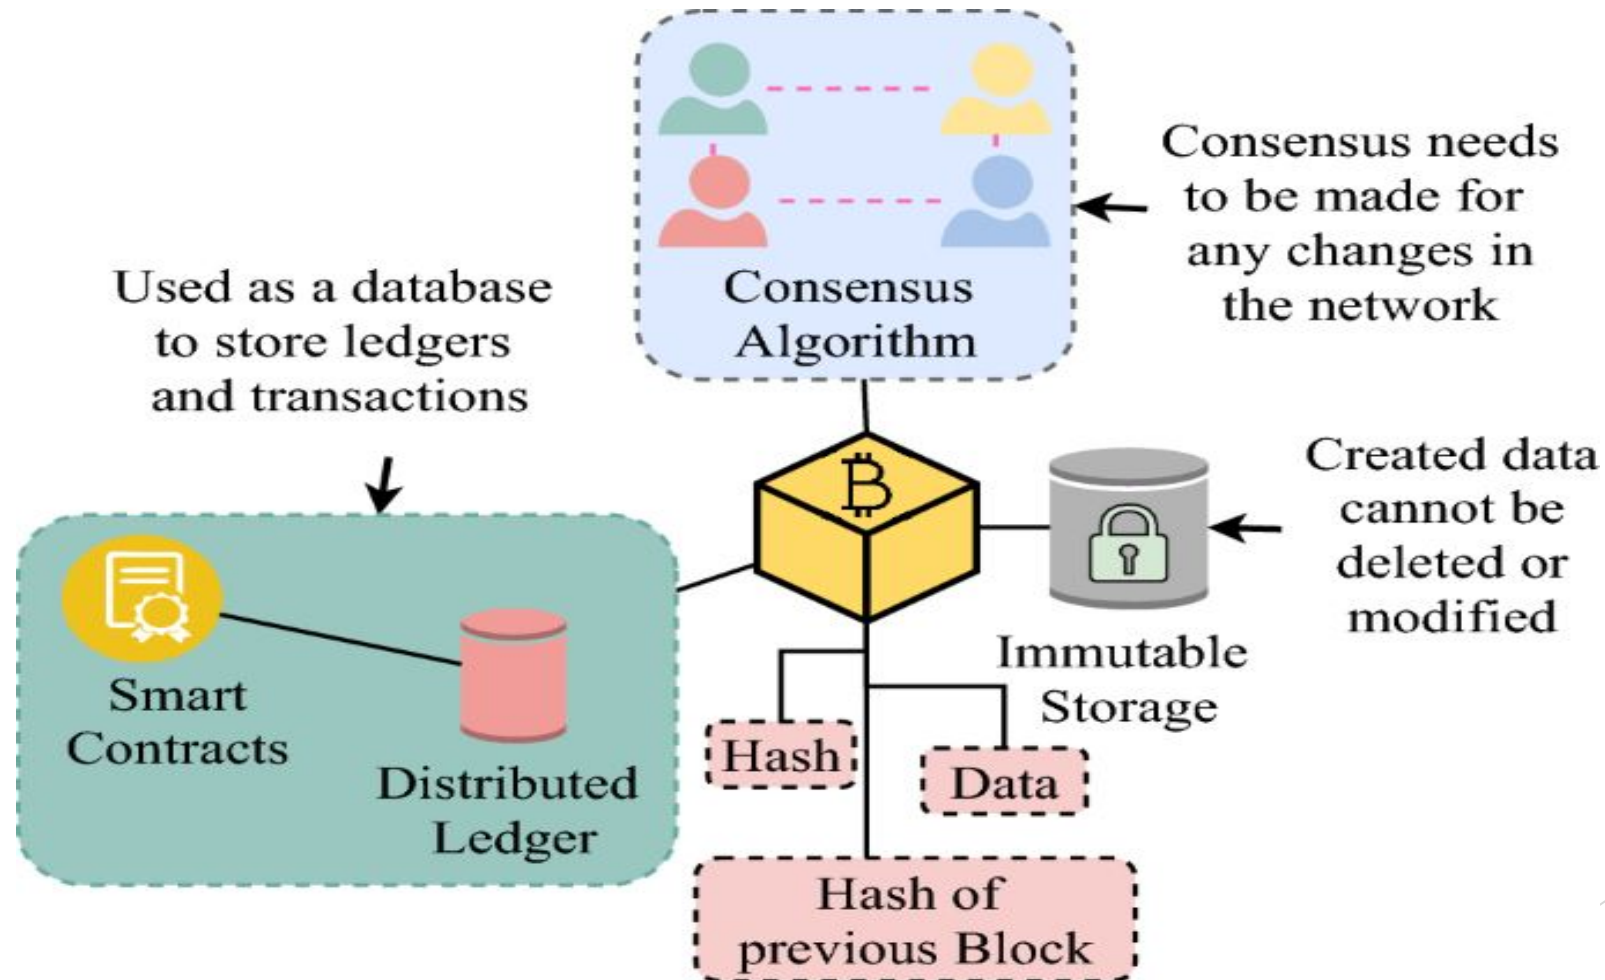 Consensus needs
to be made for
any changes in
the network
Consensus
Algorithm
Used as a database
to store ledgers
and transactions
Created data
cannot be
deleted or
modified
Immutable
Storage
Smart
Contracts
Distributed
Ledger
Hash
Data
Hash of
previous Block